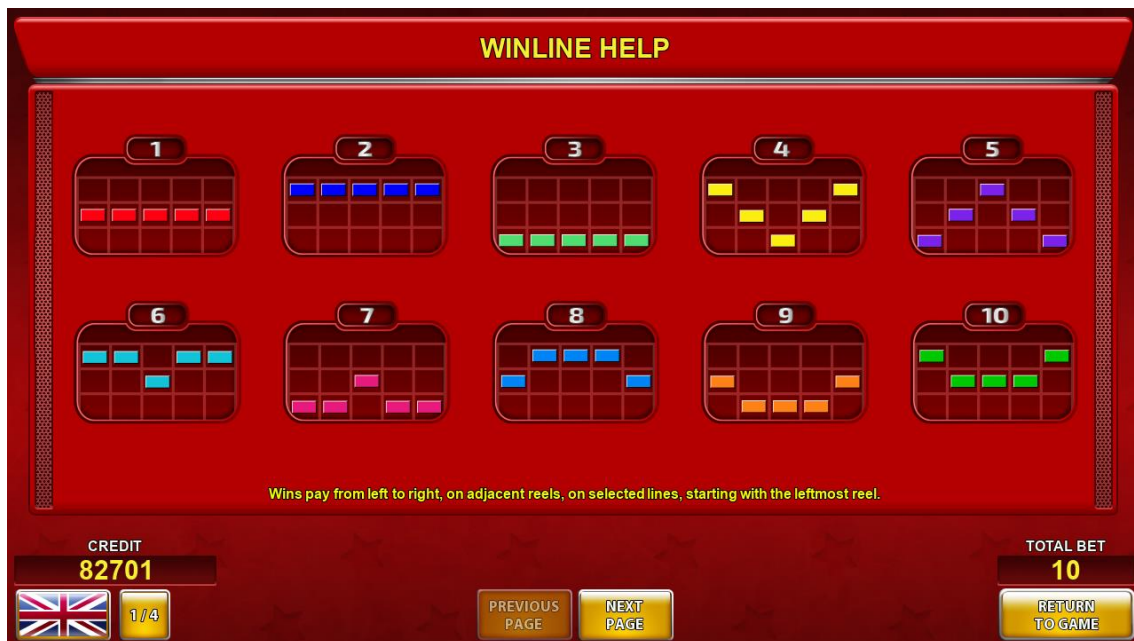 WINLINE HELP
1
2
3
4
5
6
7
8
9
10
Wins pay from left to right, on adjacent reels, on selected lines, starting with the leftmost reel.
CREDIT
82701
1 / 4
PREVIOUS
PAGE
NEXT
PAGE
TOTAL BET
10
RETURN
TO GAME